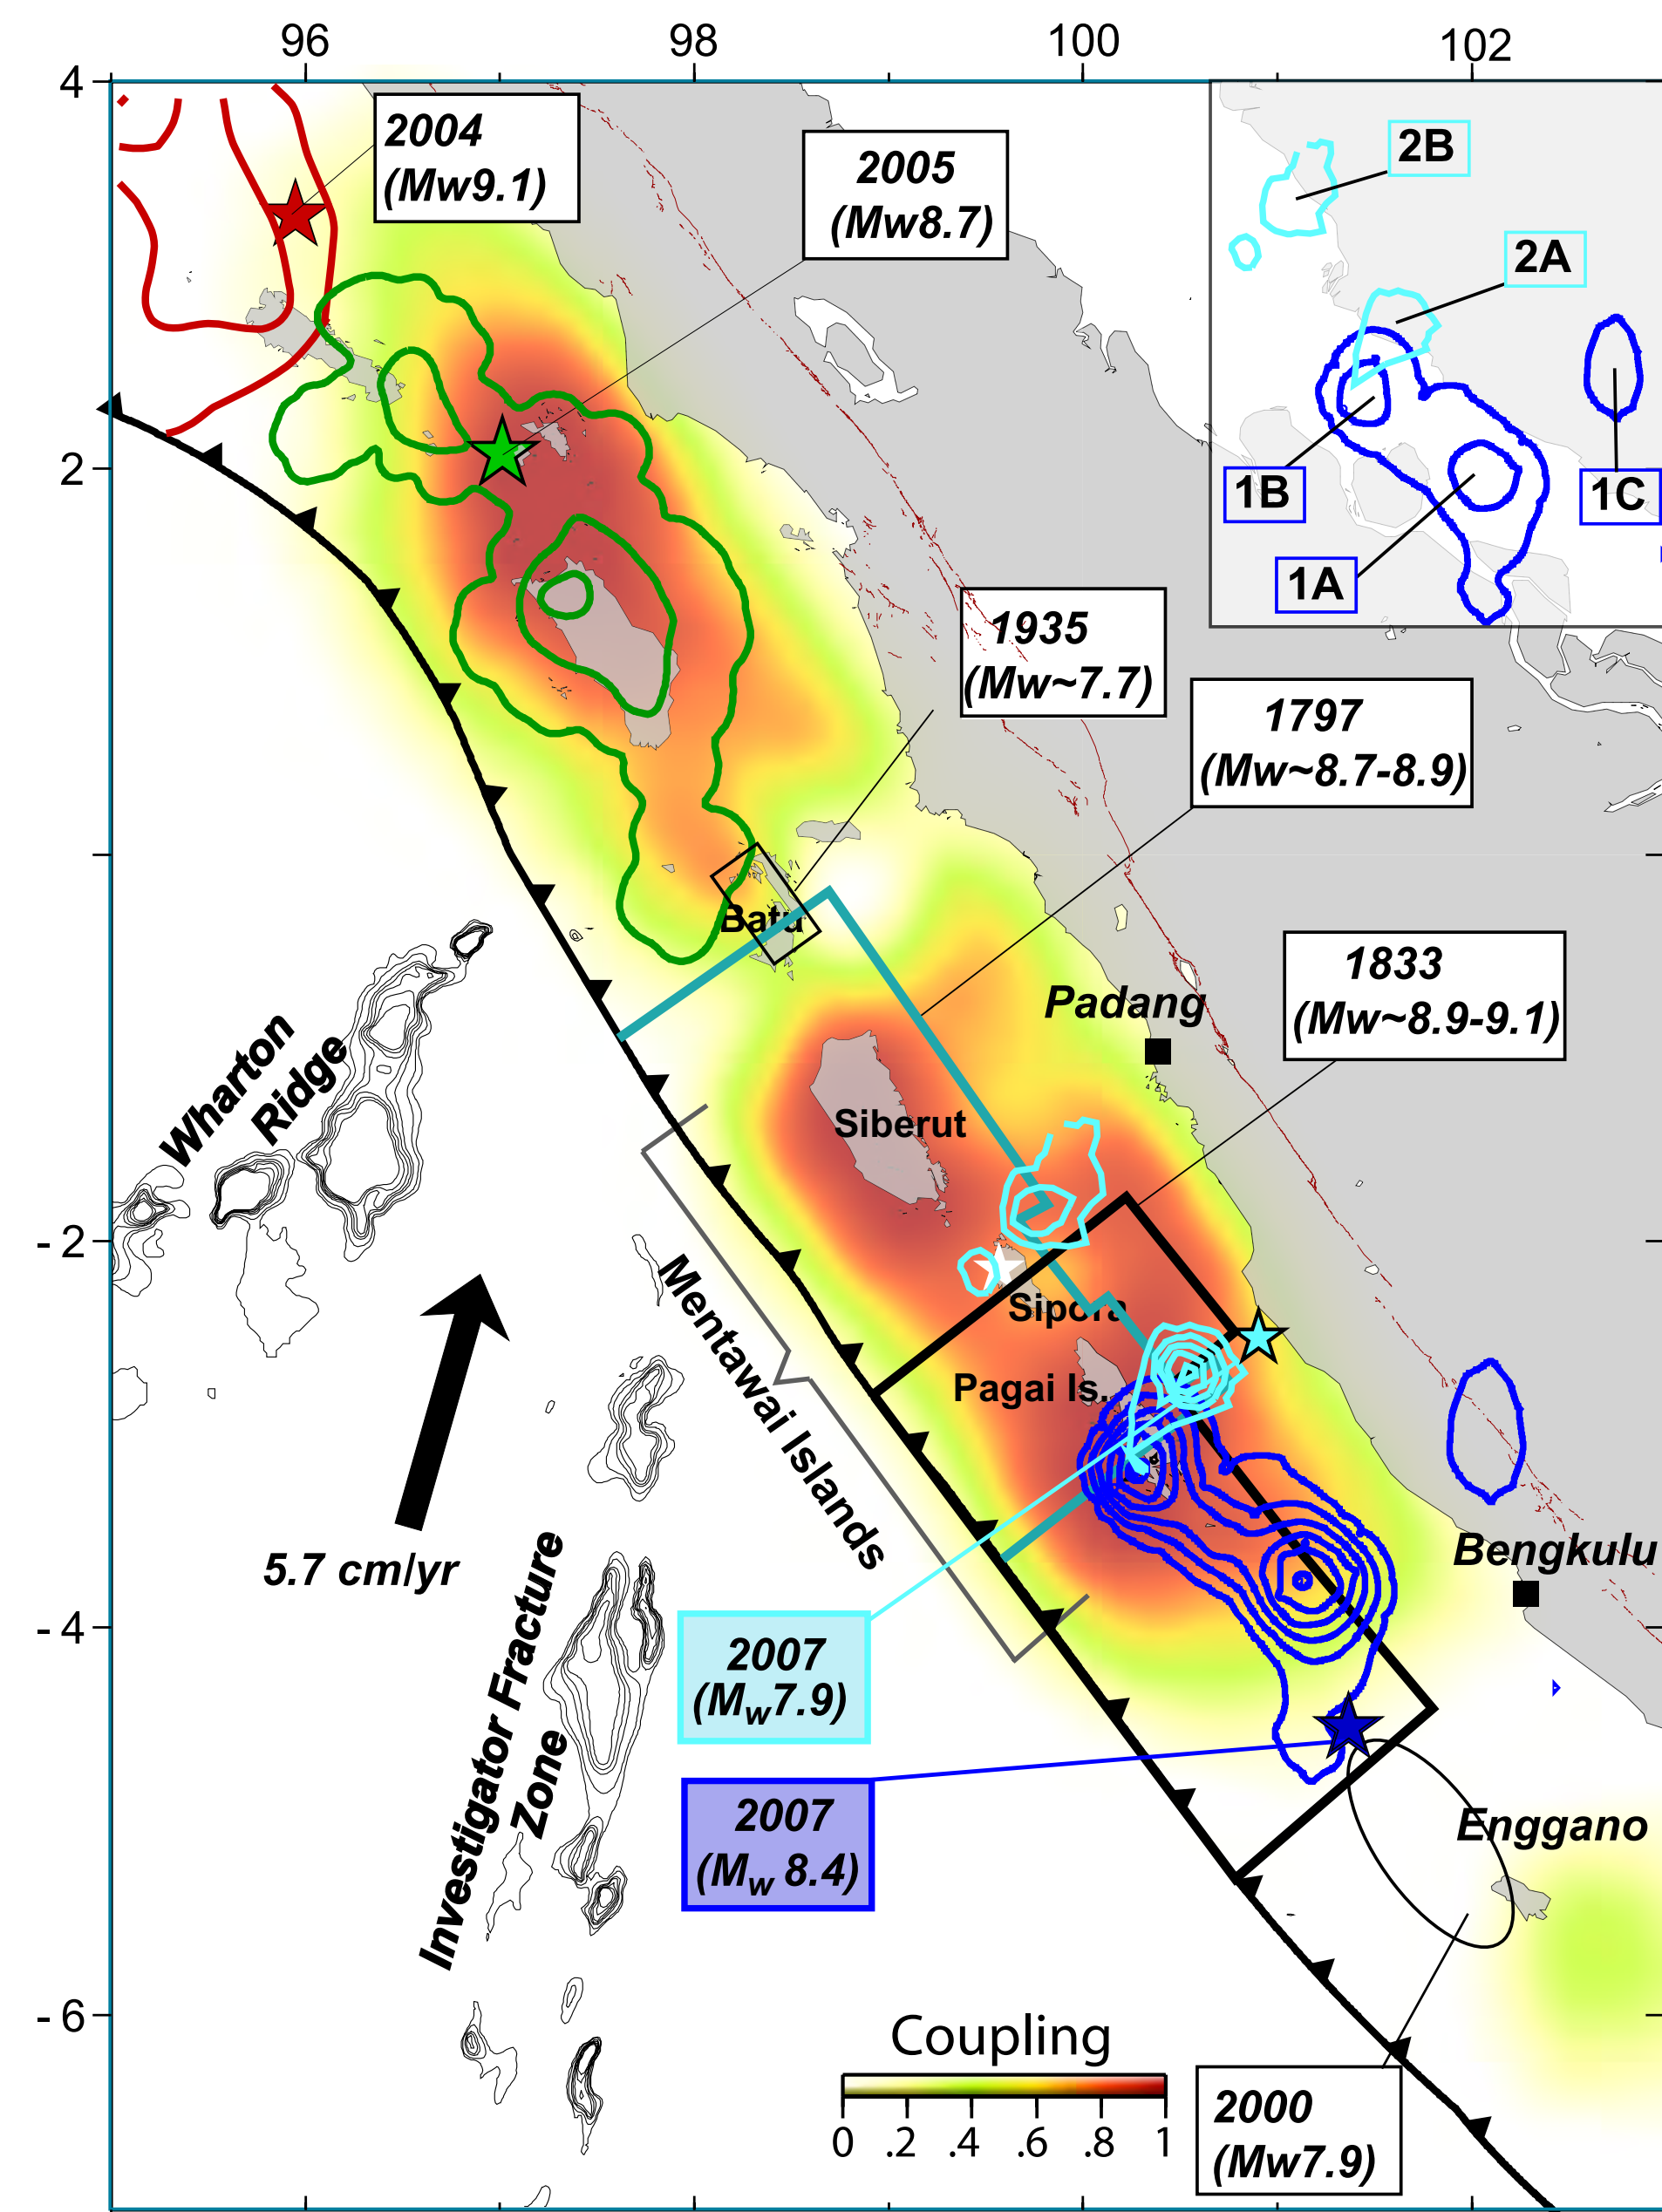 96
98
100
102
4
2
- 2
- 4
- 6
2004
(Mw9.1)
2005
(Mw8.7)
2B
2A
1B
1C
1A
1935
(Mw~7.7)
1797
(Mw~8.7-8.9)
1833
(Mw~8.9-9.1)
Batu
Padang
Siberut
Sipora
Pagai Is.
Wharton
Ridge
Mentawai Islands
5.7 cm/yr
Investigator Fracture
Zone
Bengkulu
2007
(Mw7.9)
2007
(Mw 8.4)
Enggano
Coupling
0 .2 .4 .6 .8 1
2000
(Mw7.9)